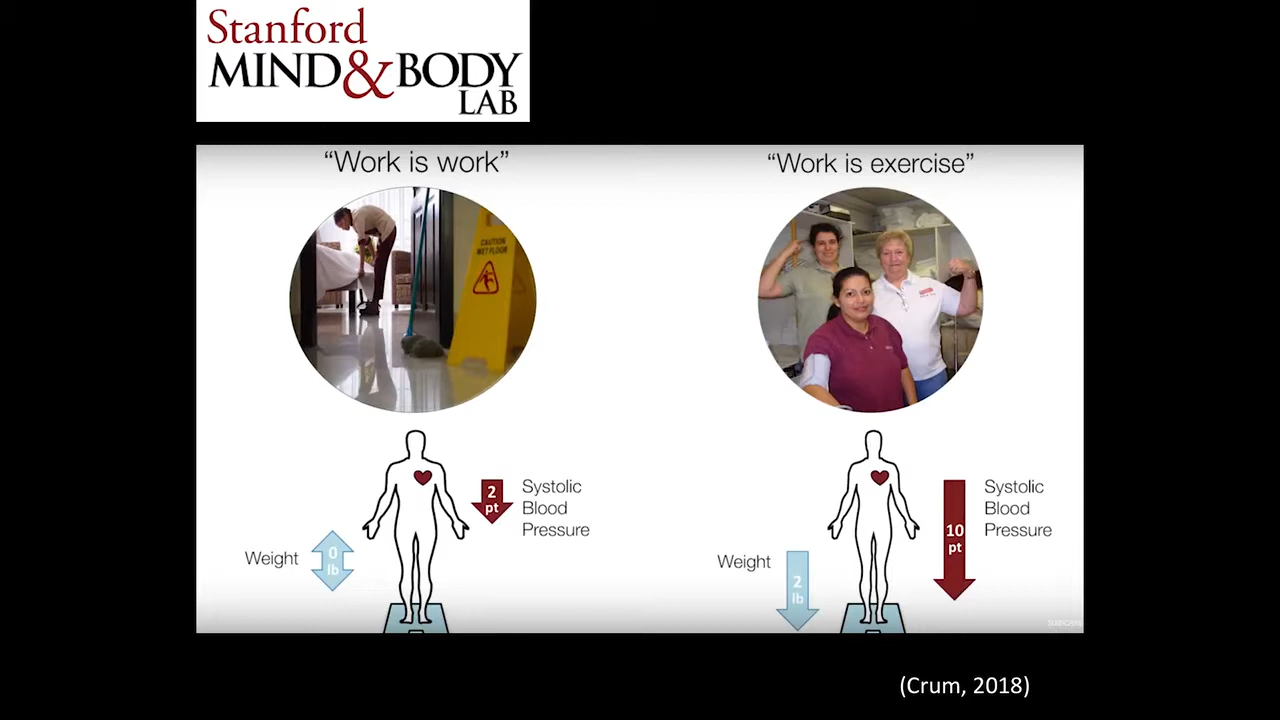 Stanford
MIND & BODY
LAB
“Work is work”
“Work is exercise”
CAUTION
WET FLOOR
2
pt
Systolic
Blood
Pressure
Weight
0
lb
10
pt
Systolic
Blood
Pressure
Weight
2
lb
(Crum, 2018)